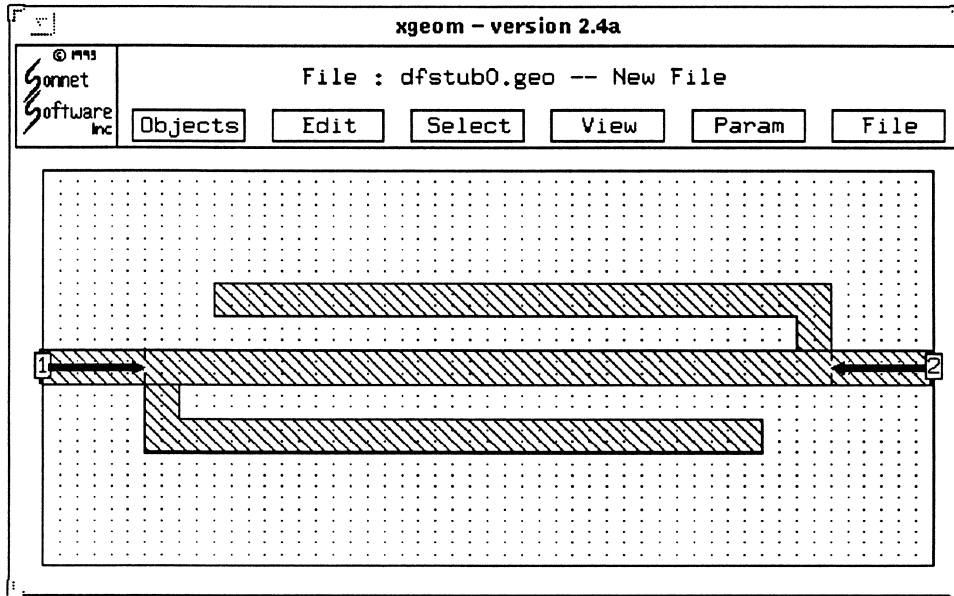 xgeom – version 2.4a
© 1993
Sonnet
Software
Inc
File : dfstub0.geo -- New File
Objects Edit Select View Param File
1 2